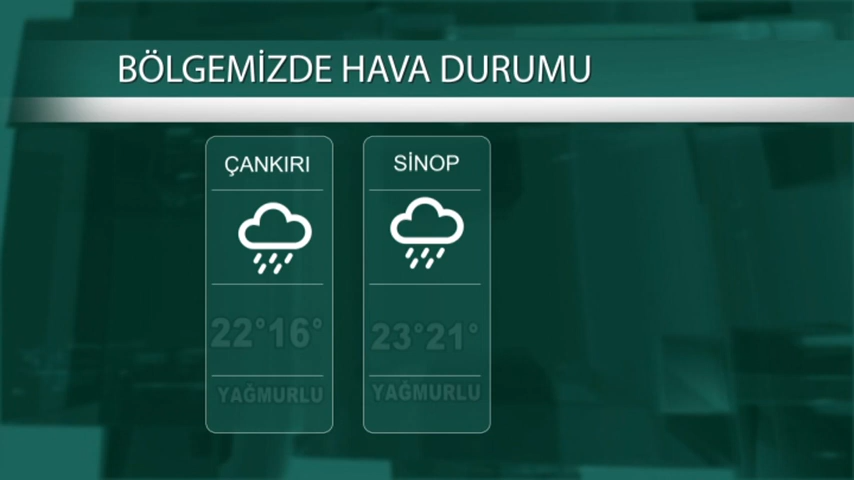 BÖLGEMİZDE HAVA DURUMU
ÇANKIRI
22°16°
YAĞMURLU
SİNOP
23°21°
YAĞMURLU